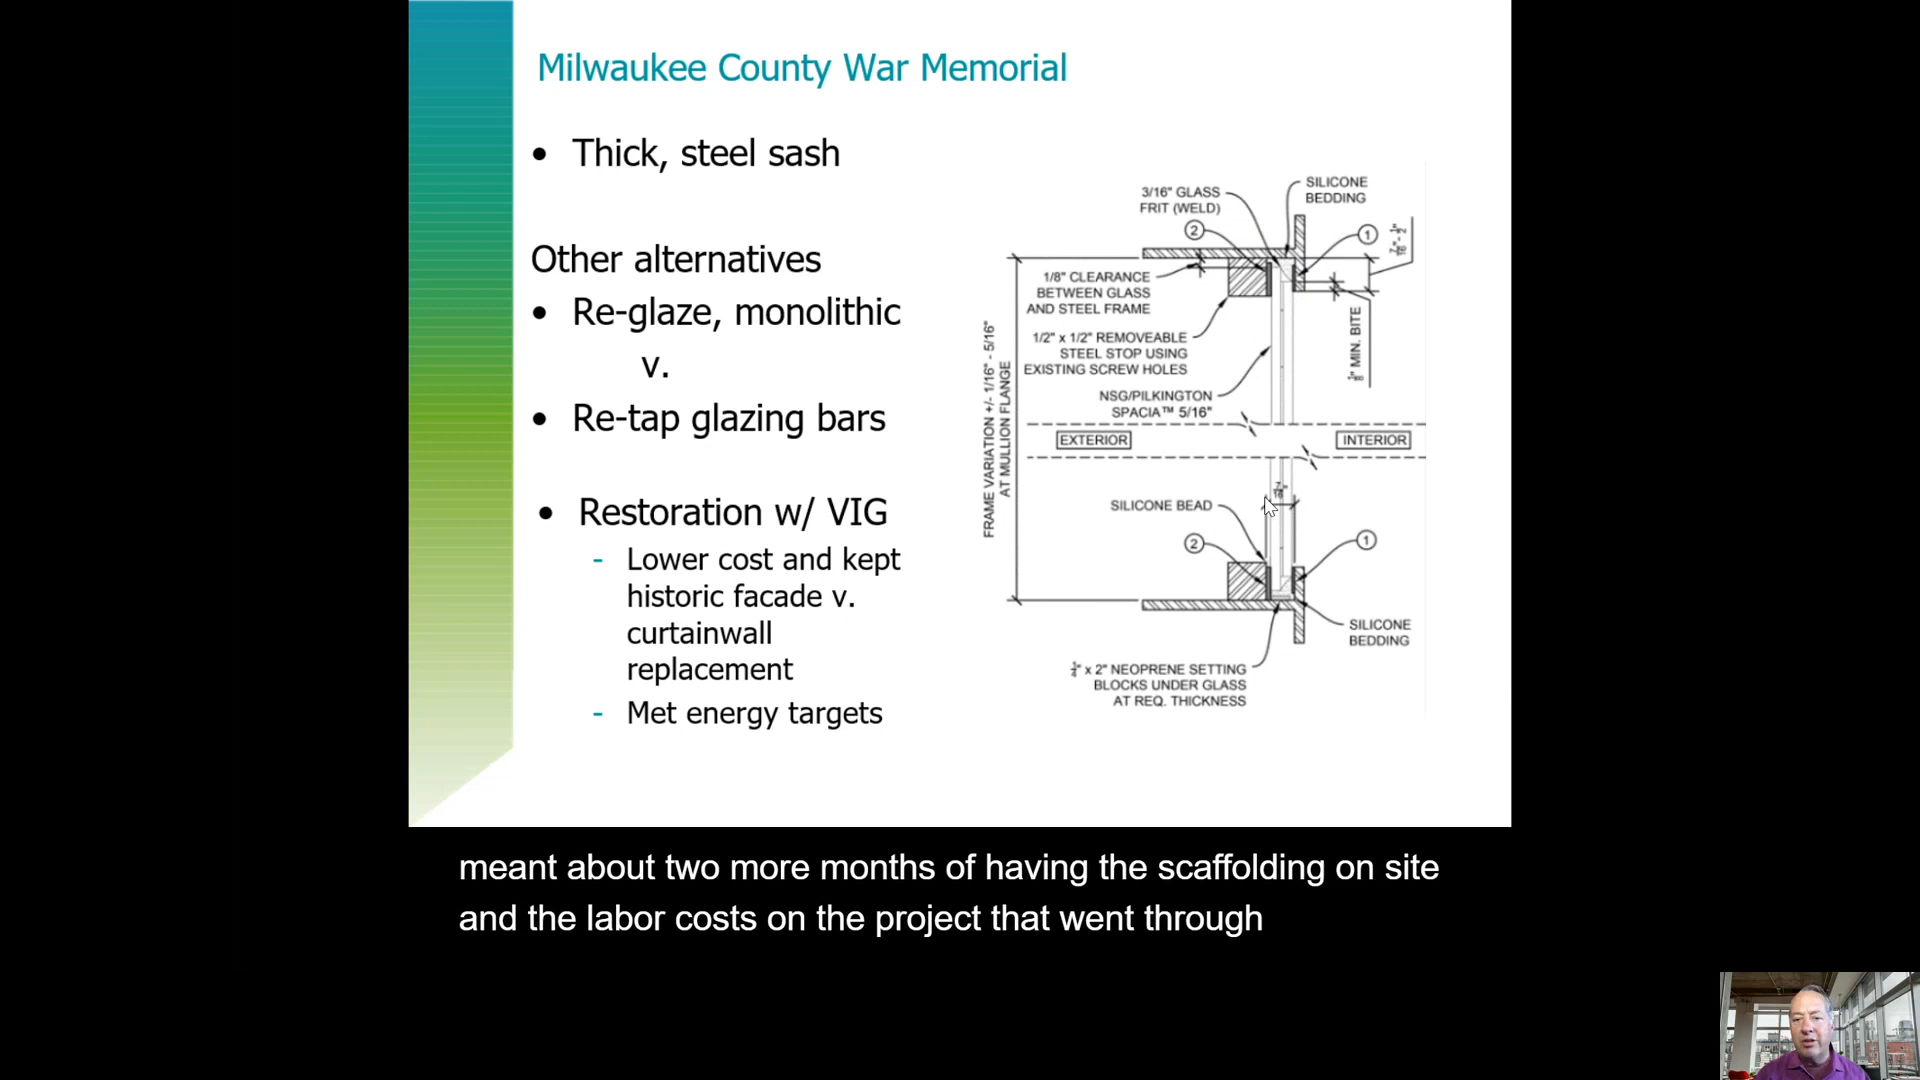 Milwaukee County War Memorial
• Thick, steel sash
Other alternatives
• Re-glaze, monolithic
v.
• Re-tap glazing bars
• Restoration w/ VIG
- Lower cost and kept
historic facade v.
curtainwall
replacement
- Met energy targets
3/16" GLASS
FRIT (WELD)
SILICONE
BEDDING
2
1
1/8" CLEARANCE
BETWEEN GLASS
AND STEEL FRAME
1/2" x 1/2" REMOVEABLE
STEEL STOP USING
EXISTING SCREW HOLES
NSG/PILKINGTON
SPACIA™ 5/16"
" MIN. BITE
FRAME VARIATION +/- 1/16" - 5/16"
AT MULLION FLANGE
EXTERIOR
INTERIOR
7/16"
SILICONE BEAD
2
1
SILICONE
BEDDING
" x 2" NEOPRENE SETTING
BLOCKS UNDER GLASS
AT REQ. THICKNESS
meant about two more months of having the scaffolding on site
and the labor costs on the project that went through